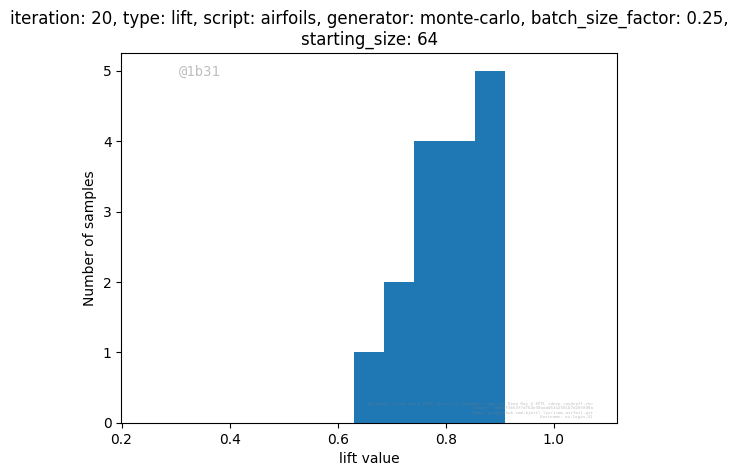 iteration: 20, type: lift, script: airfoils, generator: monte-carlo, batch_size_factor: 0.25,
starting_size: 64
@1b31
5
4
3
2
1
0
Number of samples
0.2 0.4 0.6 0.8 1.0
lift value